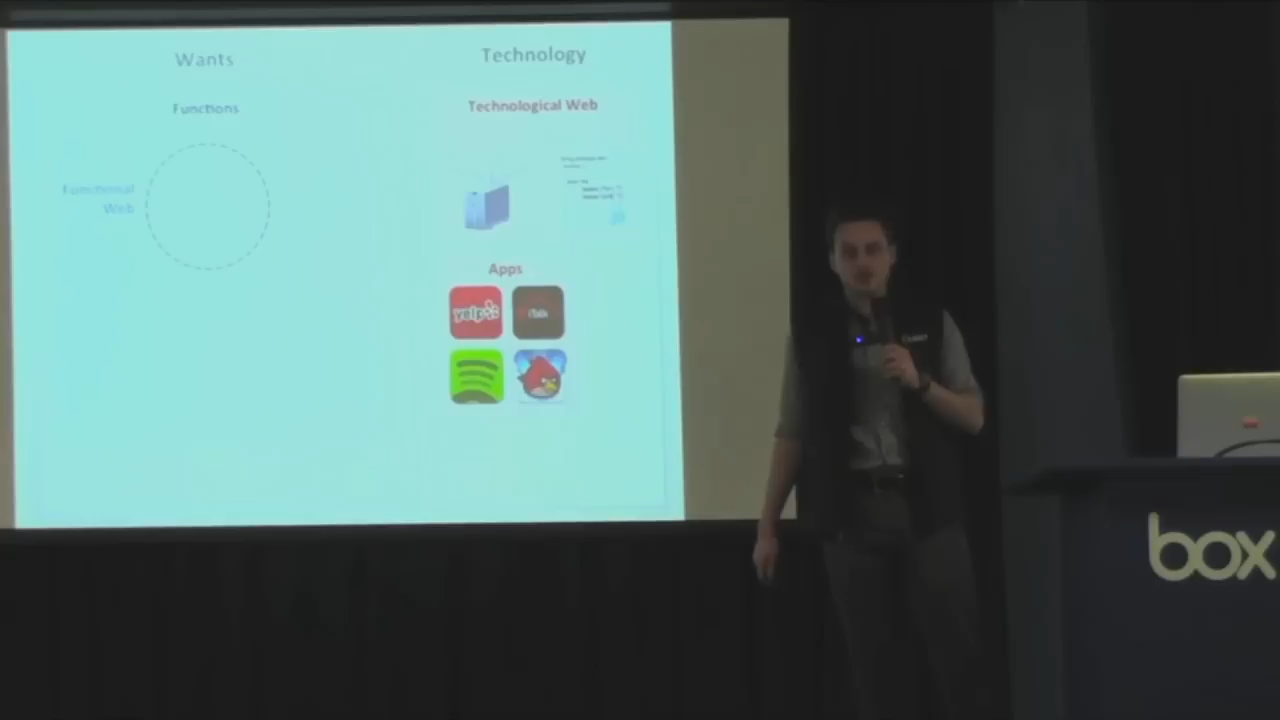 Wants
Technology
Functions
Technological Web
Functional
Web
Apps
yelp
box